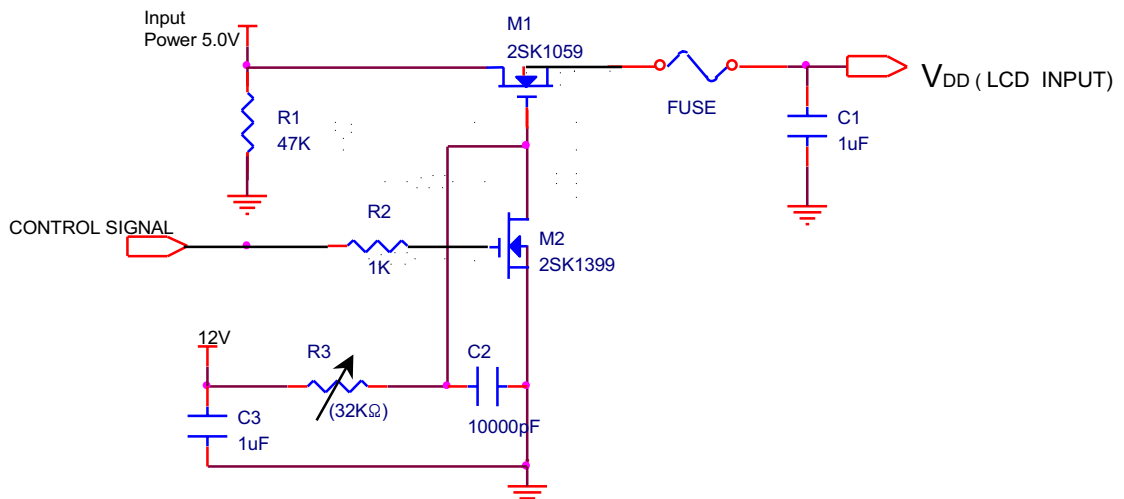 Input
Power 5.0V
M1
2SK1059
R1
47K
FUSE
C1
1uF
VDD ( LCD INPUT)
CONTROL SIGNAL
R2
1K
M2
2SK1399
12V
R3
(32KΩ)
C2
10000pF
C3
1uF